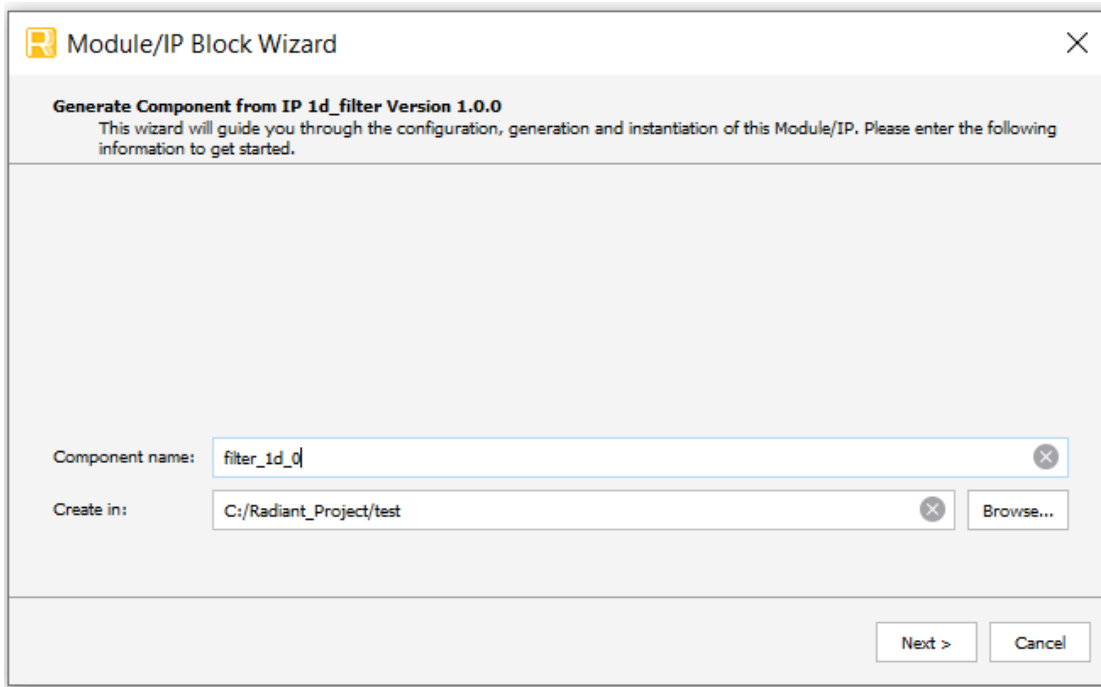 Module/IP Block Wizard
Generate Component from IP 1d_filter Version 1.0.0
This wizard will guide you through the configuration, generation and instantiation of this Module/IP. Please enter the following
information to get started.
Component name: filter_1d_0
Create in: C:/Radiant_Project/test Browse...
Next > Cancel